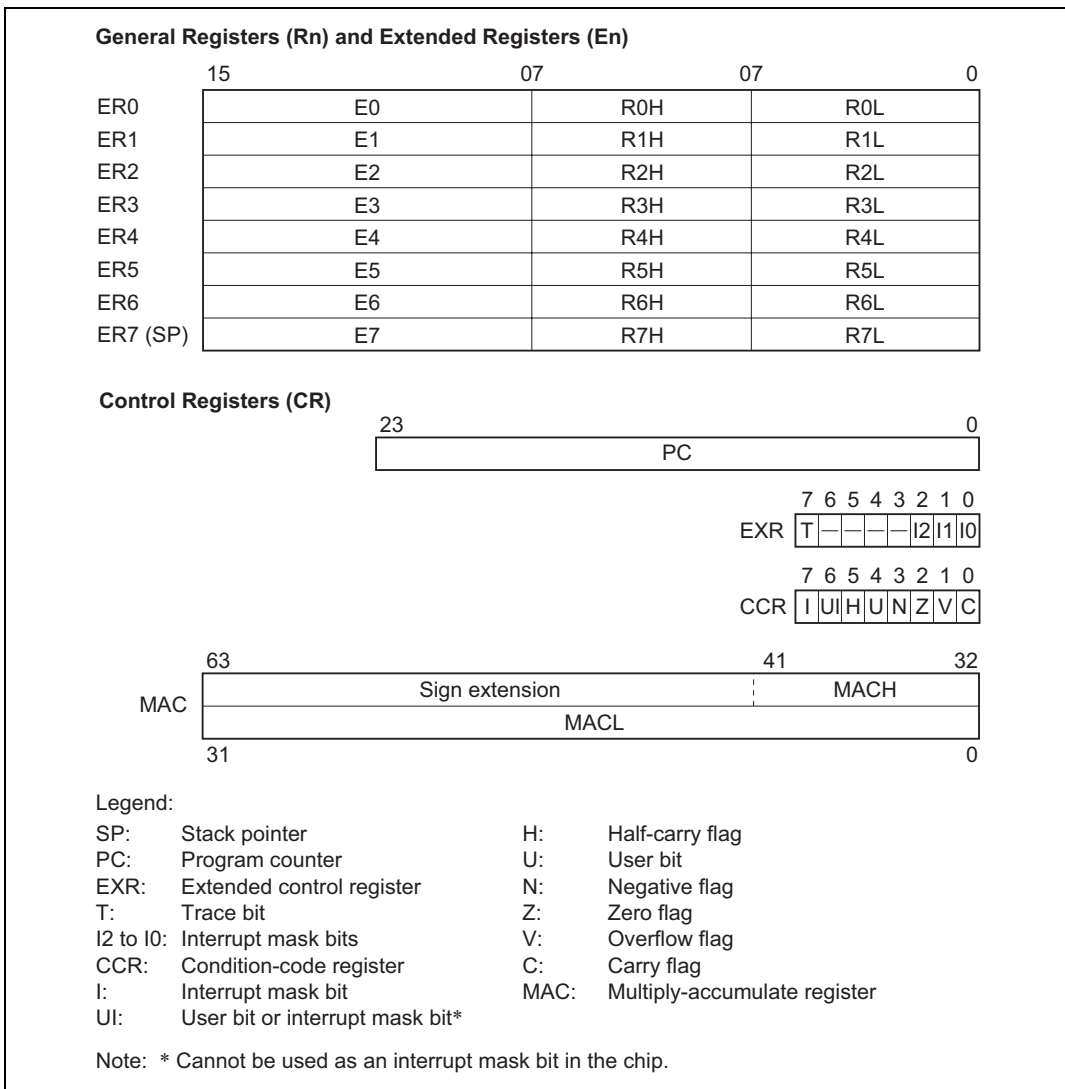 General Registers (Rn) and Extended Registers (En)
15 07 07 0
ER0 E0 R0H R0L
ER1 E1 R1H R1L
ER2 E2 R2H R2L
ER3 E3 R3H R3L
ER4 E4 R4H R4L
ER5 E5 R5H R5L
ER6 E6 R6H R6L
ER7 (SP) E7 R7H R7L
Control Registers (CR)
23 0
PC
7 6 5 4 3 2 1 0
EXR T — — — — I2 I1 I0
7 6 5 4 3 2 1 0
CCR I UI H U N Z V C
63 41 32
MAC Sign extension MACH
MACL
31 0
Legend:
SP: Stack pointer H: Half-carry flag
PC: Program counter U: User bit
EXR: Extended control register N: Negative flag
T: Trace bit Z: Zero flag
I2 to I0: Interrupt mask bits V: Overflow flag
CCR: Condition-code register C: Carry flag
I: Interrupt mask bit MAC: Multiply-accumulate register
UI: User bit or interrupt mask bit*
Note: * Cannot be used as an interrupt mask bit in the chip.